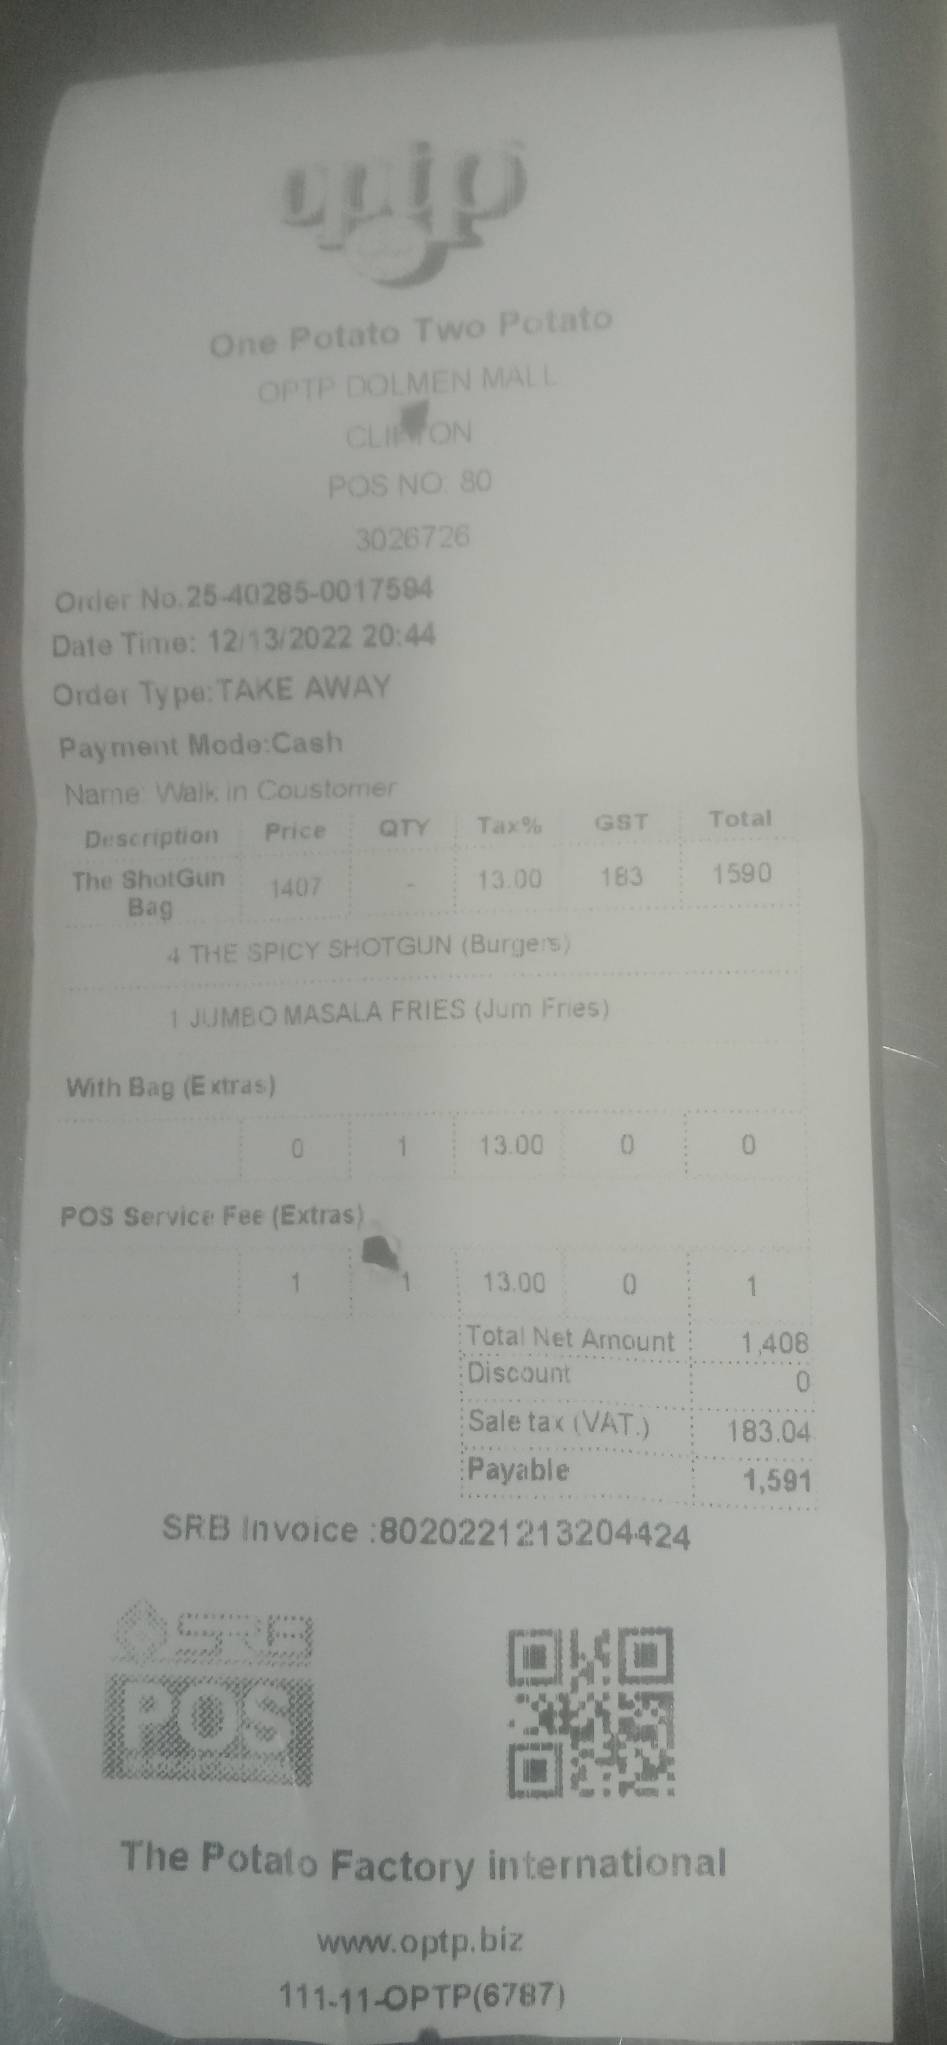 optp
One Potato Two Potato
OPTP DOLMEN MALL
CLIFTON
POS NO: 80
3026726
Order No.25-40285-0017594
Date Time: 12/13/2022 20:44
Order Type:TAKE AWAY
Payment Mode:Cash
Name: Walk in Coustomer
Description Price QTY Tax% GST Total
The ShotGun Bag 1407 - 13.00 183 1590
4 THE SPICY SHOTGUN (Burgers)
1 JUMBO MASALA FRIES (Jum Fries)
With Bag (Extras)
0 1 13.00 0 0
POS Service Fee (Extras)
1 1 13.00 0 1
Total Net Amount 1,408
Discount 0
Sale tax (VAT.) 183.04
Payable 1,591
SRB Invoice :8020221213204424
SRB
POS
The Potato Factory international
www.optp.biz
111-11-OPTP(6787)